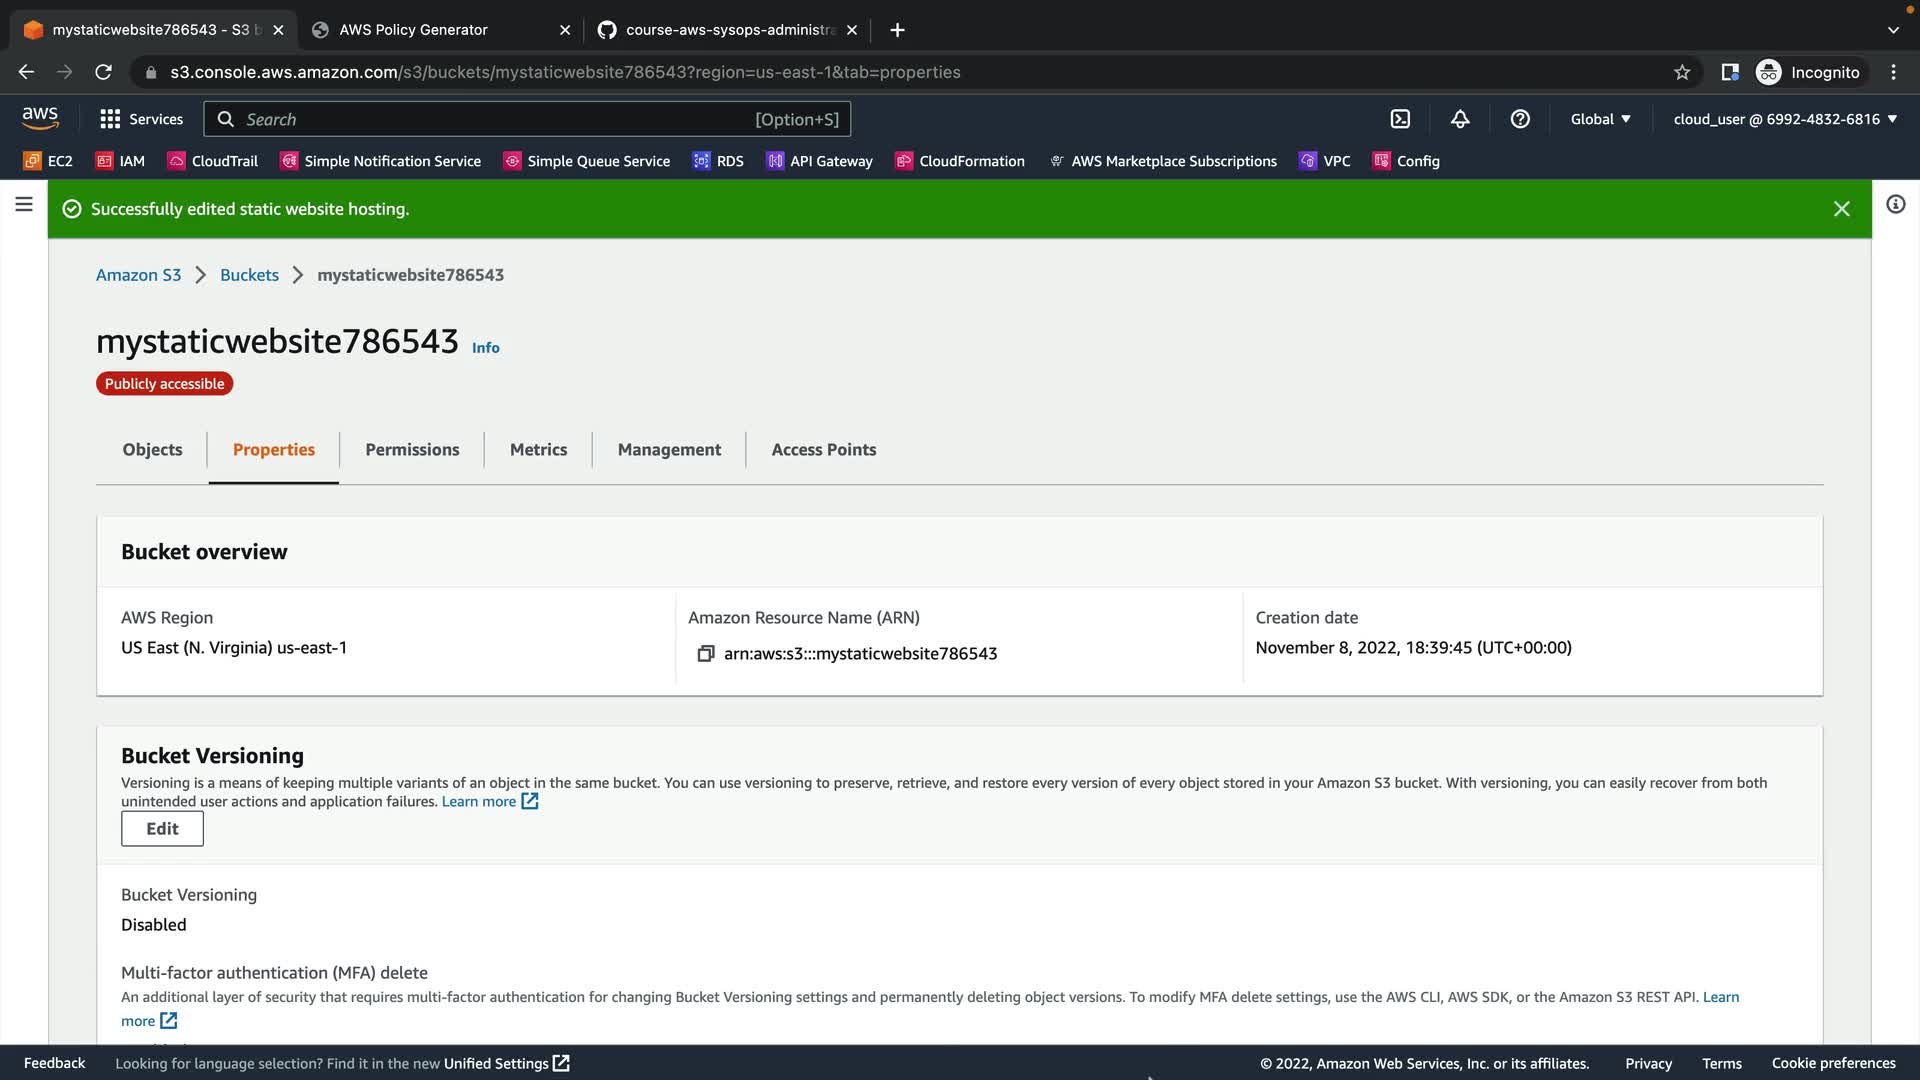 mystaticwebsite786543 - S3 b
AWS Policy Generator
course-aws-sysops-administra
s3.console.aws.amazon.com/s3/buckets/mystaticwebsite786543?region=us-east-1&tab=properties
Incognito
aws
Services
Search
[Option+S]
Global
cloud_user @ 6992-4832-6816
EC2
IAM
CloudTrail
Simple Notification Service
Simple Queue Service
RDS
API Gateway
CloudFormation
AWS Marketplace Subscriptions
VPC
Config
Successfully edited static website hosting.
Amazon S3
Buckets
mystaticwebsite786543
mystaticwebsite786543
Info
Publicly accessible
Objects
Properties
Permissions
Metrics
Management
Access Points
Bucket overview
AWS Region
US East (N. Virginia) us-east-1
Amazon Resource Name (ARN)
arn:aws:s3:::mystaticwebsite786543
Creation date
November 8, 2022, 18:39:45 (UTC+00:00)
Bucket Versioning
Versioning is a means of keeping multiple variants of an object in the same bucket. You can use versioning to preserve, retrieve, and restore every version of every object stored in your Amazon S3 bucket. With versioning, you can easily recover from both
unintended user actions and application failures. Learn more
Edit
Bucket Versioning
Disabled
Multi-factor authentication (MFA) delete
An additional layer of security that requires multi-factor authentication for changing Bucket Versioning settings and permanently deleting object versions. To modify MFA delete settings, use the AWS CLI, AWS SDK, or the Amazon S3 REST API. Learn
more
Feedback
Looking for language selection? Find it in the new Unified Settings
© 2022, Amazon Web Services, Inc. or its affiliates.
Privacy
Terms
Cookie preferences